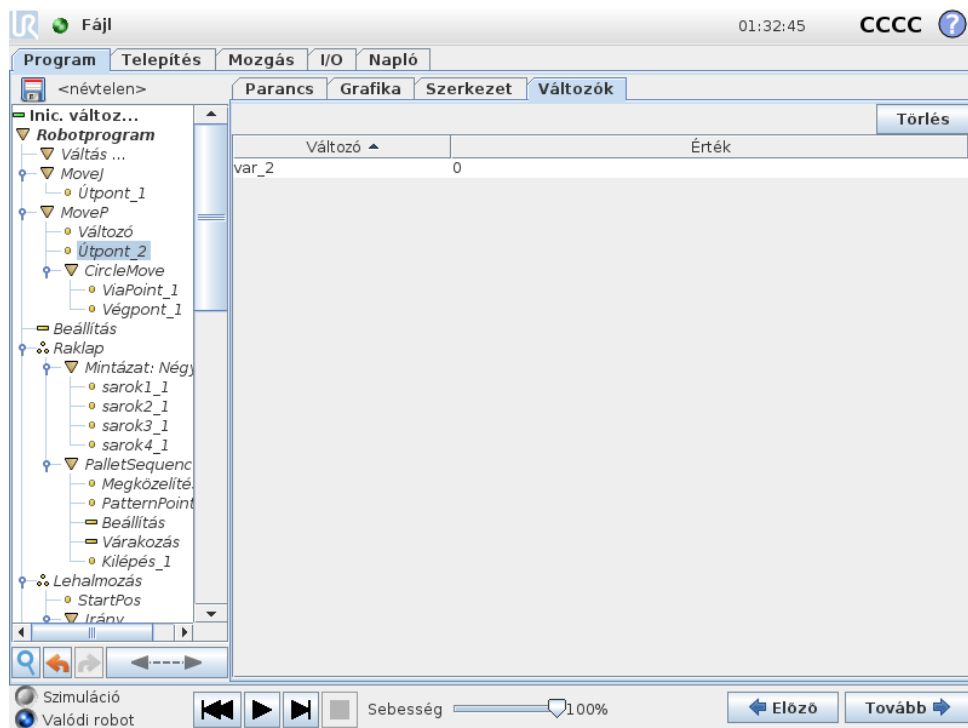 UR Fájl 01:32:45 CCCC ?
Program Telepítés Mozgás I/O Napló
<névtelen> Parancs Grafika Szerkezet Változók
Törlés
Változó Érték
var_2 0
Inic. változ...
Robotprogram
Váltás ...
MoveJ
Útpont_1
MoveP
Változó
Útpont_2
CircleMove
ViaPoint_1
Végpont_1
Beállítás
Raklap
Mintázat: Négy
sarok1_1
sarok2_1
sarok3_1
sarok4_1
PalletSequenc
Megközelíté
PatternPoint
Beállítás
Várakozás
Kilépés_1
Lehalmozás
StartPos
Irány
Szimuláció
Valódi robot
Sebesség 100%
Előző Tovább